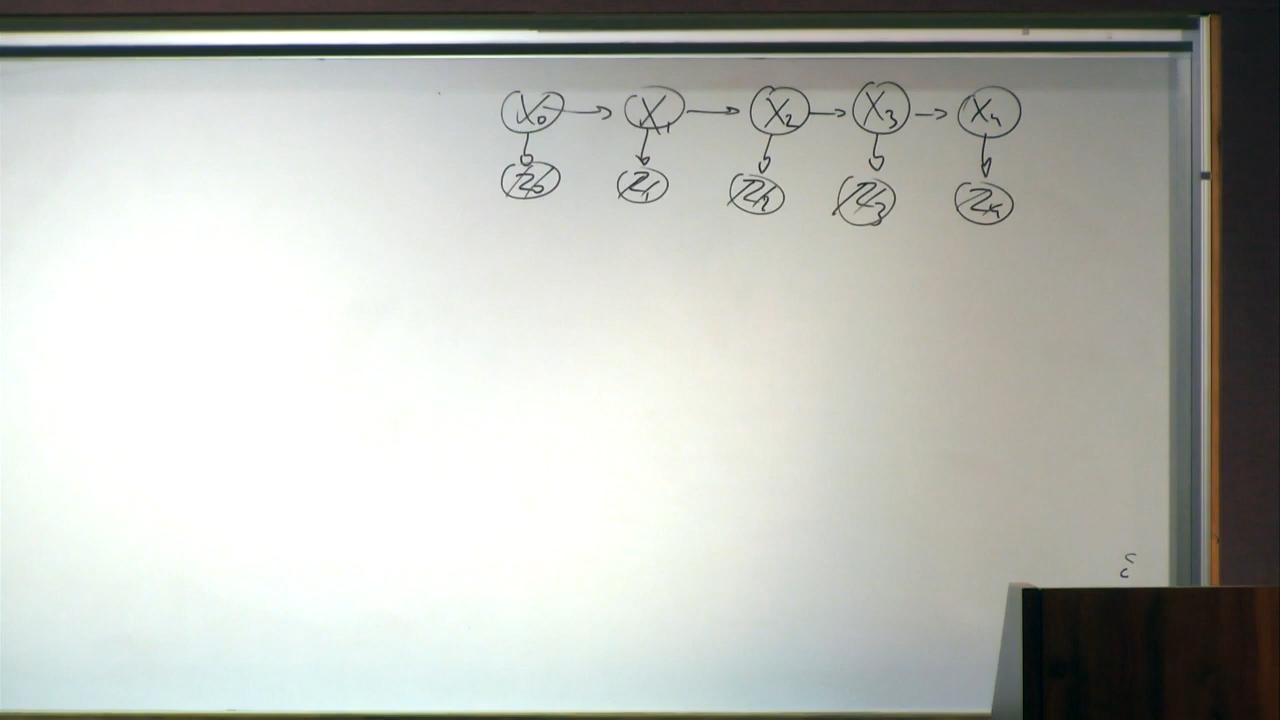 X₀ → X₁ → X₂ → X₃ → X₄
Z₀ Z₁ Z₂ Z₃ Z₄